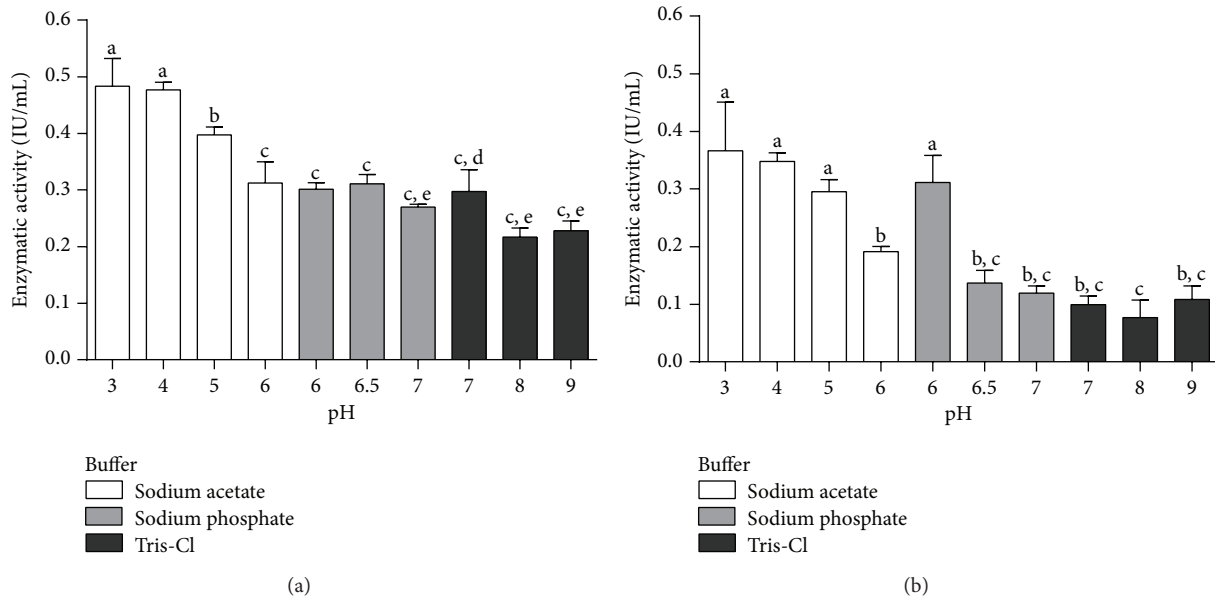 0.6
0.5
0.4
0.3
0.2
0.1
0.0
Enzymatic activity (IU/mL)
a
a
b
c
c
c
c, e
c, d
c, e
c, e
3
4
5
6
6
6.5
7
7
8
9
pH
Buffer
Sodium acetate
Sodium phosphate
Tris-Cl
(a)
0.6
0.5
0.4
0.3
0.2
0.1
0.0
Enzymatic activity (IU/mL)
a
a
a
b
a
b, c
b, c
b, c
c
b, c
3
4
5
6
6
6.5
7
7
8
9
pH
Buffer
Sodium acetate
Sodium phosphate
Tris-Cl
(b)